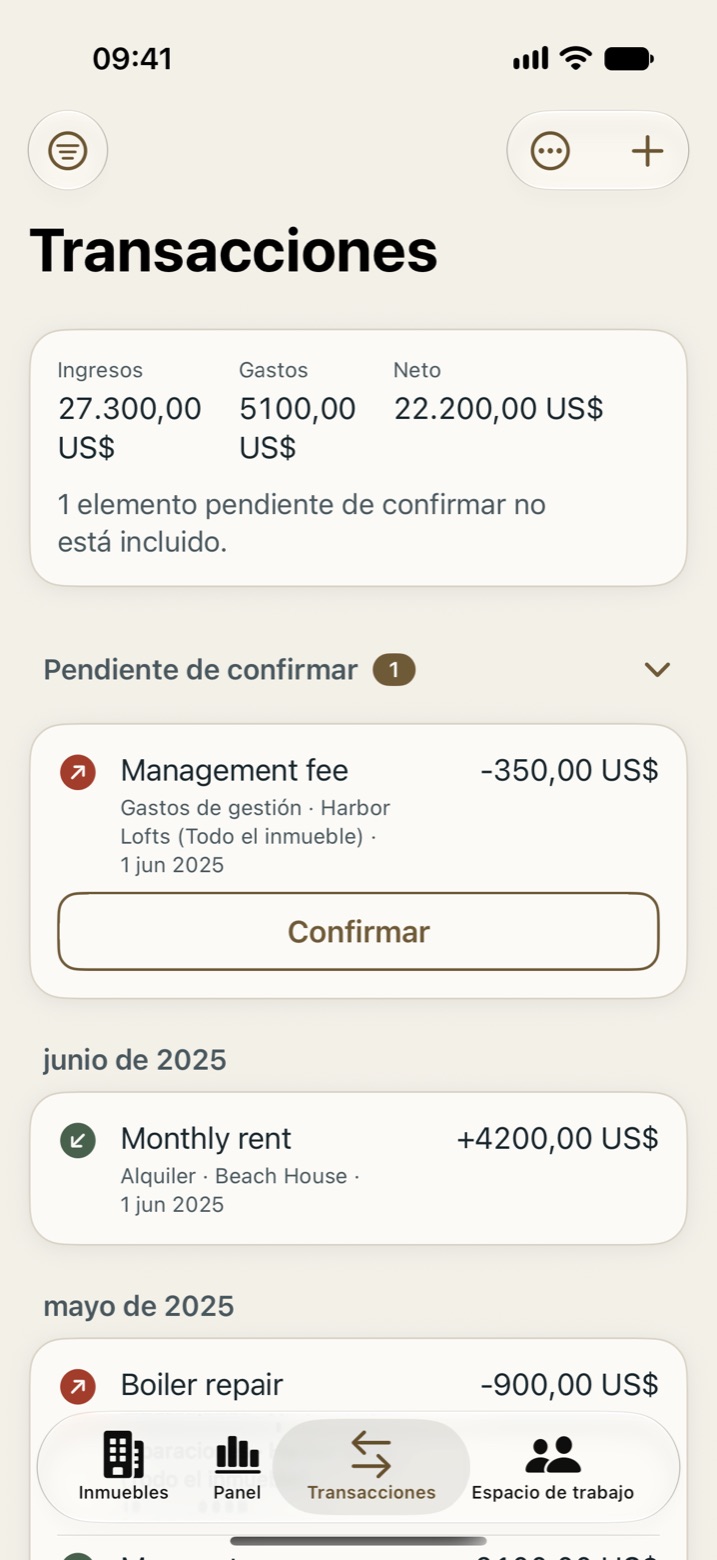 09:41
Transacciones
Ingresos Gastos Neto
27.300,00 5100,00 22.200,00 US$
US$ US$
1 elemento pendiente de confirmar no
está incluido.
Pendiente de confirmar 1
Management fee -350,00 US$
Gastos de gestión · Harbor
Lofts (Todo el inmueble) ·
1 jun 2025
Confirmar
junio de 2025
Monthly rent +4200,00 US$
Alquiler · Beach House ·
1 jun 2025
mayo de 2025
Boiler repair -900,00 US$
Inmuebles Panel Transacciones Espacio de trabajo